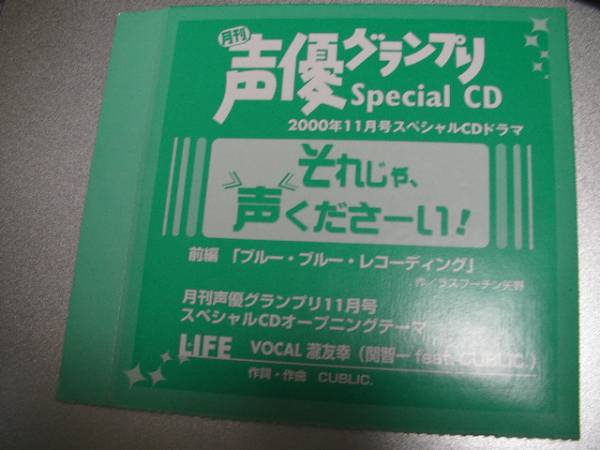 月刊
声優グランプリ
Special CD
2000年11月号スペシャルCDドラマ
それじゃ、
声くださーい!
前編 「ブルー・ブルー・レコーディング」
作/ラスプーチン矢野
月刊声優グランプリ11月号
スペシャルCDオープニングテーマ
LIFE VOCAL 瀧友幸 (関智一 feat. CUBLIC.)
作詞・作曲 CUBLIC.